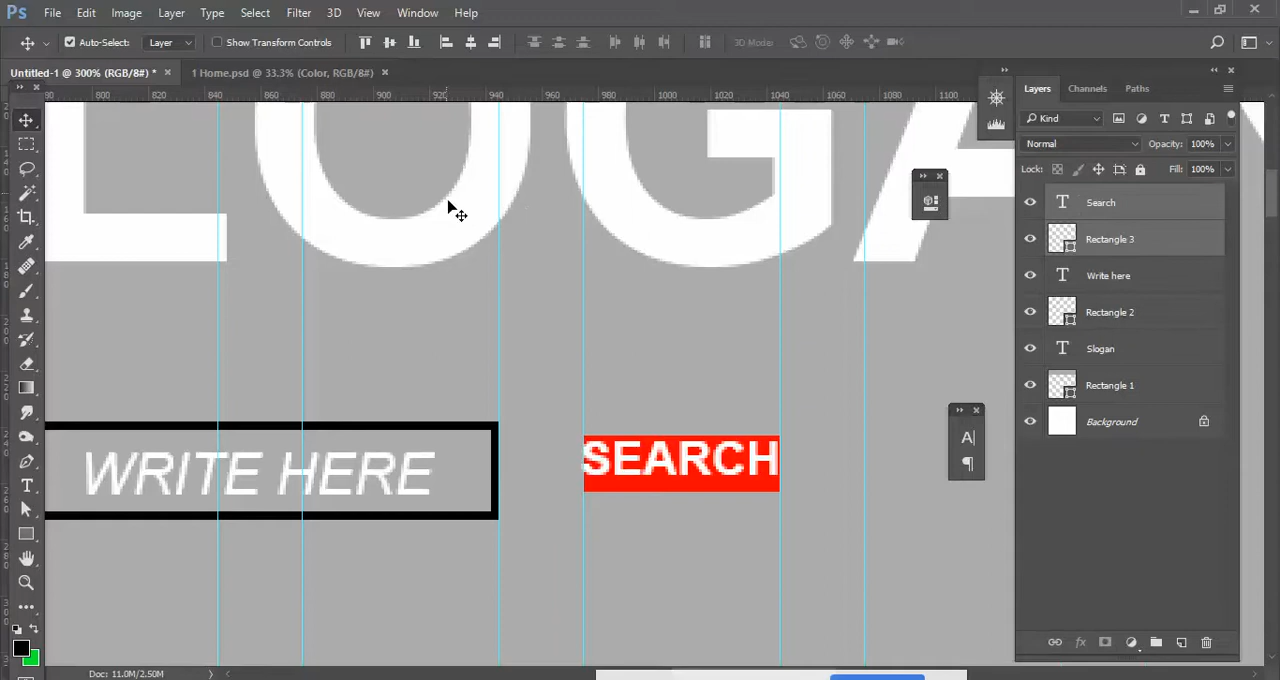 Ps File Edit Image Layer Type Select Filter 3D View Window Help
Auto-Select: Layer Show Transform Controls 3D Mode:
Untitled-1 @ 300% (RGB/8#) * × 1 Home.psd @ 33.3% (Color, RGB/8#) ×
80 800 820 840 860 880 900 920 940 960 980 1000 1020 1040 1060 1080 1100
Layers Channels Paths
Kind
Normal Opacity: 100%
Lock: Fill: 100%
LOGA
T Search
Rectangle 3
T Write here
Rectangle 2
T Slogan
Rectangle 1
Background
WRITE HERE
SEARCH
Doc: 11.0M/2.50M